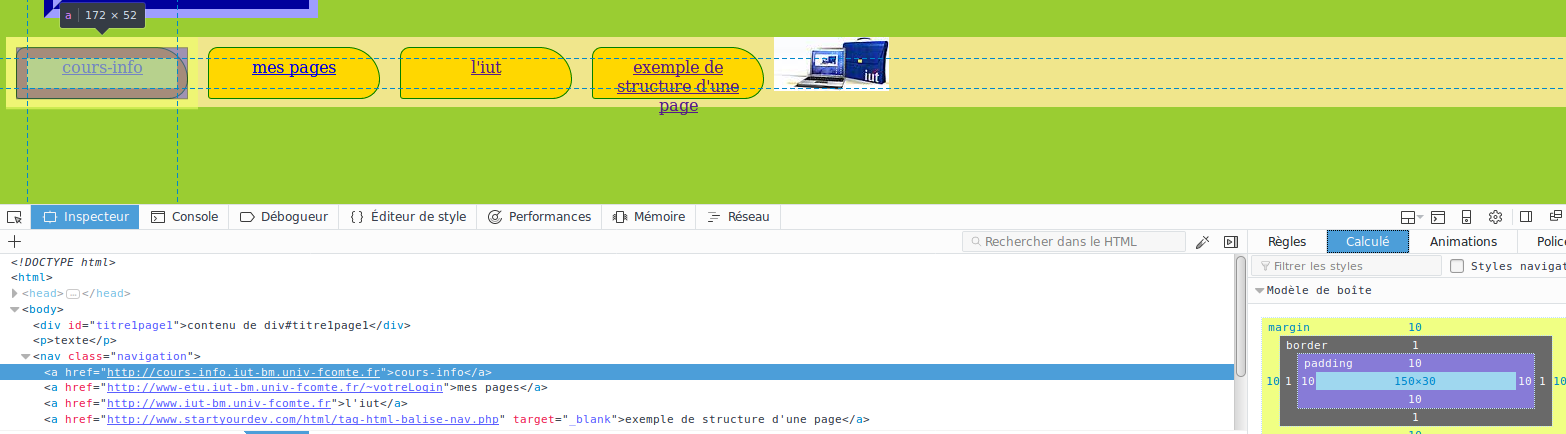 a | 172 × 52
cours-info mes pages l'iut exemple de
structure d'une
page
iut
Inspecteur Console Débogueur {} Éditeur de style Performances Mémoire Réseau
+ Rechercher dans le HTML Règles Calculé Animations Polic
<!DOCTYPE html>
<html>
<head>…</head>
<body>
<div id="titre1page1">contenu de div#titre1page1</div>
<p>texte</p>
<nav class="navigation">
<a href="http://cours-info.iut-bm.univ-fcomte.fr">cours-info</a>
<a href="http://www-etu.iut-bm.univ-fcomte.fr/~votreLogin">mes pages</a>
<a href="http://www.iut-bm.univ-fcomte.fr">l'iut</a>
<a href="http://www.startyourdev.com/html/tag-html-balise-nav.php" target="_blank">exemple de structure d'une page</a>
Filtrer les styles Styles navigat
Modèle de boîte
margin 10
border 1
padding 10
10 1 10 150×30 10 1 10
10
1
10